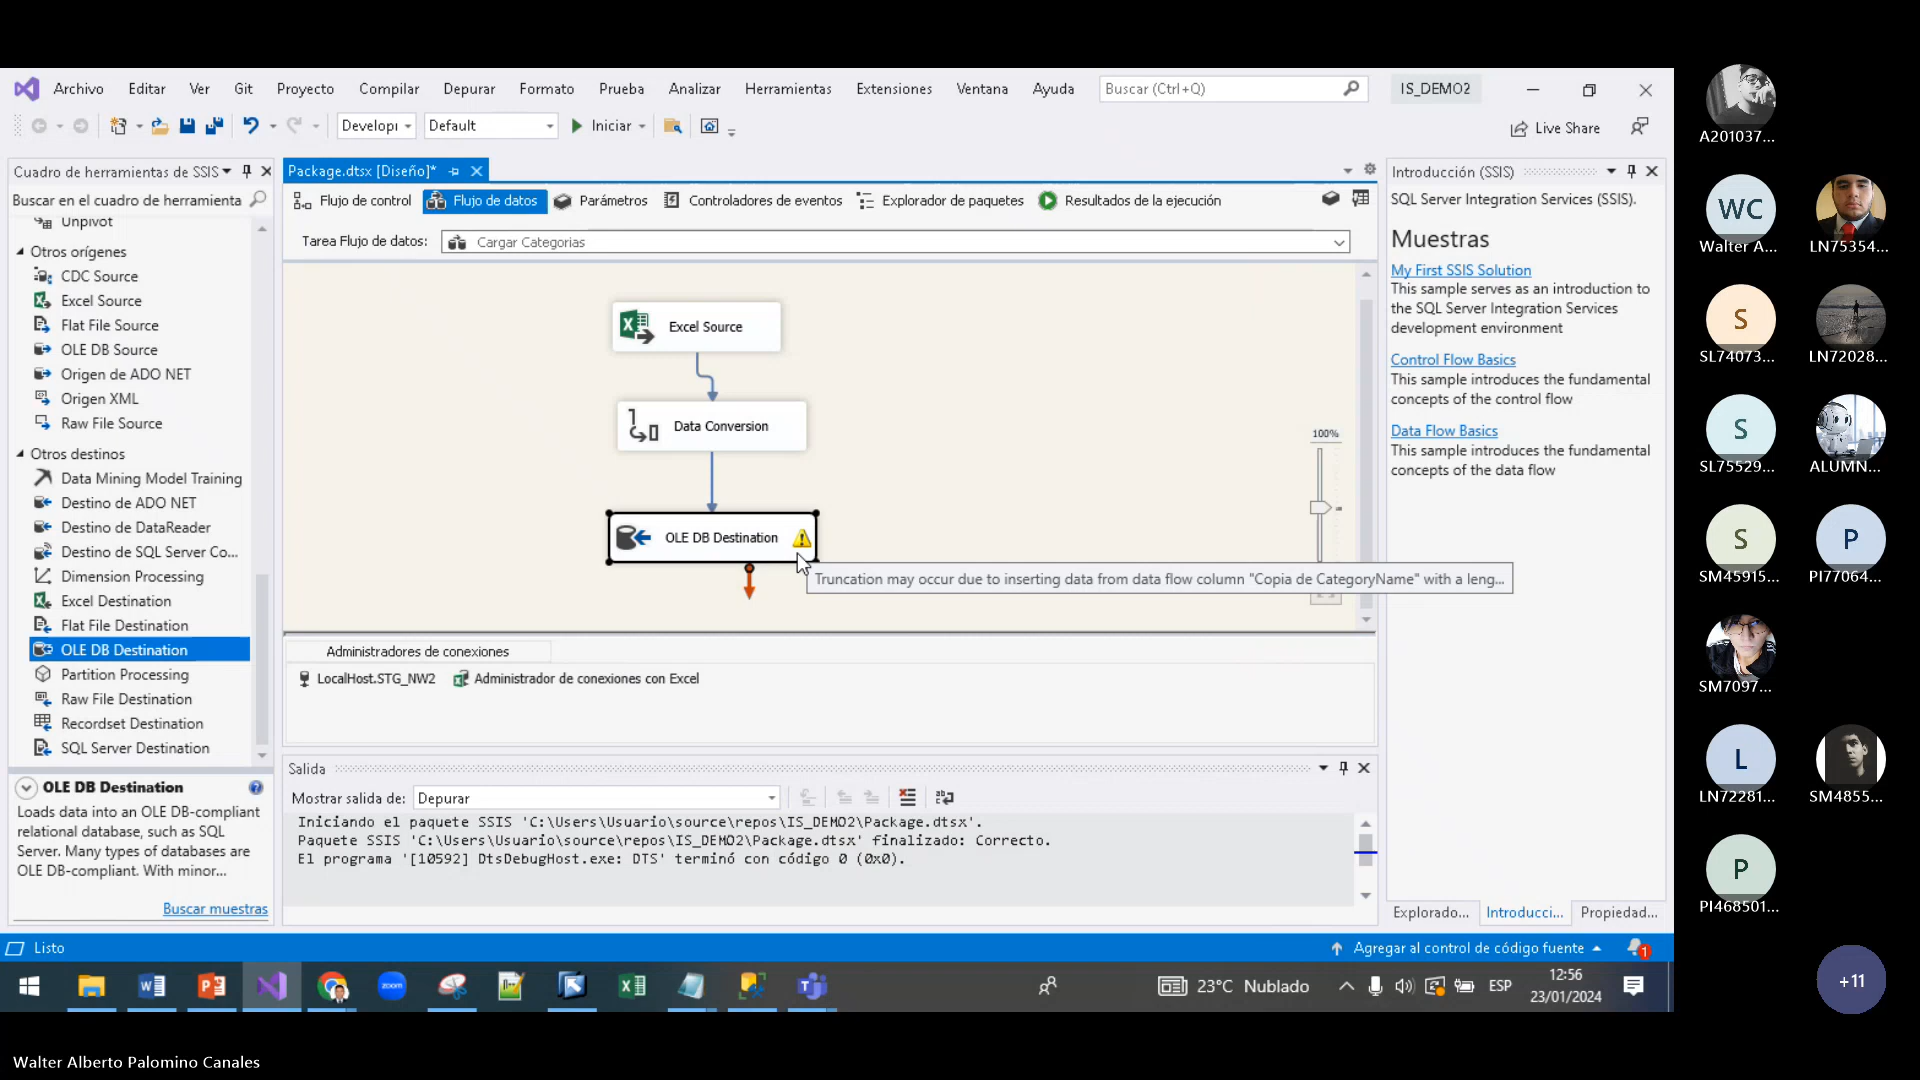 Archivo Editar Ver Git Proyecto Compilar Depurar Formato Prueba Analizar Herramientas Extensiones Ventana Ayuda Buscar (Ctrl+Q) IS_DEMO2
Developi Default Iniciar Live Share
Cuadro de herramientas de SSIS
Buscar en el cuadro de herramienta
Unpivot
Otros orígenes
CDC Source
Excel Source
Flat File Source
OLE DB Source
Origen de ADO NET
Origen XML
Raw File Source
Otros destinos
Data Mining Model Training
Destino de ADO NET
Destino de DataReader
Destino de SQL Server Co...
Dimension Processing
Excel Destination
Flat File Destination
OLE DB Destination
Partition Processing
Raw File Destination
Recordset Destination
SQL Server Destination
OLE DB Destination
Loads data into an OLE DB-compliant
relational database, such as SQL
Server. Many types of databases are
OLE DB-compliant. With minor...
Buscar muestras
Package.dtsx [Diseño]*
Flujo de control Flujo de datos Parámetros Controladores de eventos Explorador de paquetes Resultados de la ejecución
Tarea Flujo de datos: Cargar Categorias
Excel Source
Data Conversion
OLE DB Destination
Truncation may occur due to inserting data from data flow column "Copia de CategoryName" with a leng...
100%
Administradores de conexiones
LocalHost.STG_NW2 Administrador de conexiones con Excel
Salida
Mostrar salida de: Depurar
Iniciando el paquete SSIS 'C:\Users\Usuario\source\repos\IS_DEMO2\Package.dtsx'.
Paquete SSIS 'C:\Users\Usuario\source\repos\IS_DEMO2\Package.dtsx' finalizado: Correcto.
El programa '[10592] DtsDebugHost.exe: DTS' terminó con código 0 (0x0).
Introducción (SSIS)
SQL Server Integration Services (SSIS).
Muestras
My First SSIS Solution
This sample serves as an introduction to
the SQL Server Integration Services
development environment
Control Flow Basics
This sample introduces the fundamental
concepts of the control flow
Data Flow Basics
This sample introduces the fundamental
concepts of the data flow
Explorado... Introducci... Propiedad...
Listo Agregar al control de código fuente 1
zoom 23°C Nublado ESP 12:56
23/01/2024
A201037...
WC
Walter A... LN75354...
S
SL74073... LN72028...
S
SL75529... ALUMN...
S P
SM45915... PI77064...
SM7097...
L
LN72281... SM4855...
P
PI468501...
+11
Walter Alberto Palomino Canales